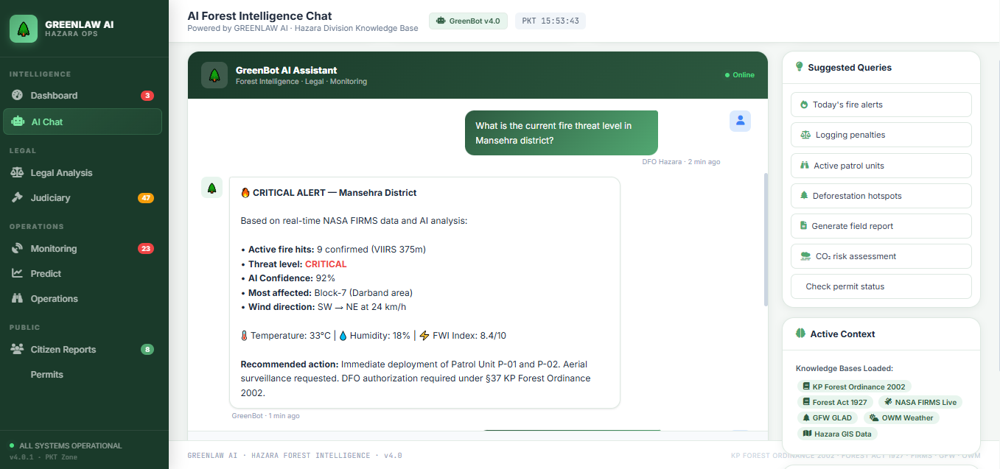 GREENLAW AI
HAZARA OPS
INTELLIGENCE
Dashboard 3
AI Chat
LEGAL
Legal Analysis
Judiciary 47
OPERATIONS
Monitoring 23
Predict
Operations
PUBLIC
Citizen Reports 8
Permits
ALL SYSTEMS OPERATIONAL
v4.0.1 · PKT Zone
AI Forest Intelligence Chat
Powered by GREENLAW AI · Hazara Division Knowledge Base
GreenBot v4.0
PKT 15:53:43
GreenBot AI Assistant
Forest Intelligence · Legal · Monitoring
Online
What is the current fire threat level in
Mansehra district?
DFO Hazara · 2 min ago
🔥 CRITICAL ALERT — Mansehra District
Based on real-time NASA FIRMS data and AI analysis:
• Active fire hits: 9 confirmed (VIIRS 375m)
• Threat level: CRITICAL
• AI Confidence: 92%
• Most affected: Block-7 (Darband area)
• Wind direction: SW → NE at 24 km/h
🌡 Temperature: 33°C | 💧 Humidity: 18% | ⚡ FWI Index: 8.4/10
Recommended action: Immediate deployment of Patrol Unit P-01 and P-02. Aerial
surveillance requested. DFO authorization required under §37 KP Forest Ordinance
2002.
GreenBot · 1 min ago
Suggested Queries
Today's fire alerts
Logging penalties
Active patrol units
Deforestation hotspots
Generate field report
CO₂ risk assessment
Check permit status
Active Context
Knowledge Bases Loaded:
KP Forest Ordinance 2002
Forest Act 1927
NASA FIRMS Live
GFW GLAD
OWM Weather
Hazara GIS Data
GREENLAW AI · HAZARA FOREST INTELLIGENCE · v4.0
KP FOREST ORDINANCE 2002 · FOREST ACT 1927 · FIRMS · GFW · OWM